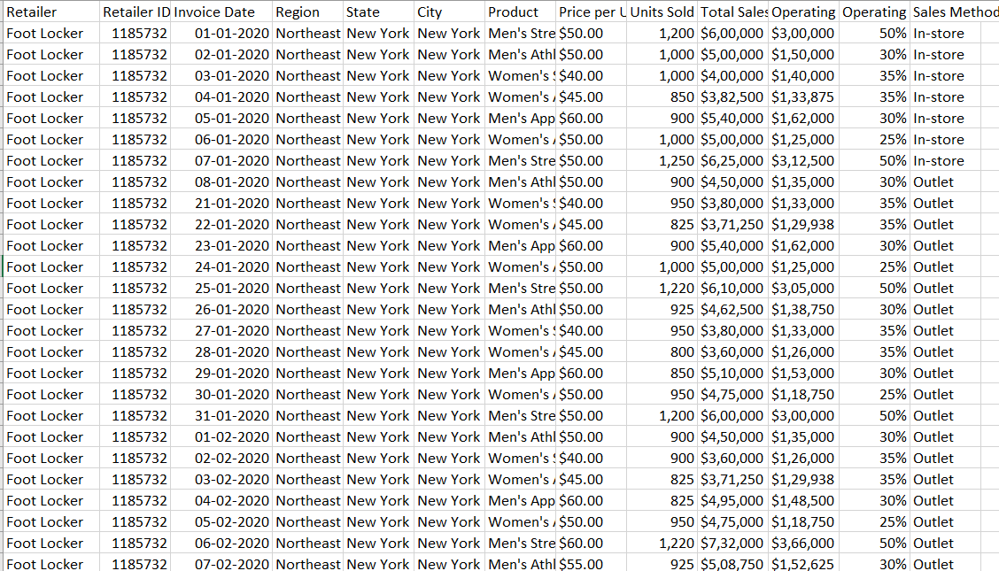 Retailer Retailer ID Invoice Date Region State City Product Price per U Units Sold Total Sales Operating Operating Sales Method
Foot Locker 1185732 01-01-2020 Northeast New York New York Men's Stre $50.00 1,200 $6,00,000 $3,00,000 50% In-store
Foot Locker 1185732 02-01-2020 Northeast New York New York Men's Athl $50.00 1,000 $5,00,000 $1,50,000 30% In-store
Foot Locker 1185732 03-01-2020 Northeast New York New York Women's S $40.00 1,000 $4,00,000 $1,40,000 35% In-store
Foot Locker 1185732 04-01-2020 Northeast New York New York Women's A $45.00 850 $3,82,500 $1,33,875 35% In-store
Foot Locker 1185732 05-01-2020 Northeast New York New York Men's App $60.00 900 $5,40,000 $1,62,000 30% In-store
Foot Locker 1185732 06-01-2020 Northeast New York New York Women's A $50.00 1,000 $5,00,000 $1,25,000 25% In-store
Foot Locker 1185732 07-01-2020 Northeast New York New York Men's Stre $50.00 1,250 $6,25,000 $3,12,500 50% In-store
Foot Locker 1185732 08-01-2020 Northeast New York New York Men's Athl $50.00 900 $4,50,000 $1,35,000 30% Outlet
Foot Locker 1185732 21-01-2020 Northeast New York New York Women's S $40.00 950 $3,80,000 $1,33,000 35% Outlet
Foot Locker 1185732 22-01-2020 Northeast New York New York Women's A $45.00 825 $3,71,250 $1,29,938 35% Outlet
Foot Locker 1185732 23-01-2020 Northeast New York New York Men's App $60.00 900 $5,40,000 $1,62,000 30% Outlet
Foot Locker 1185732 24-01-2020 Northeast New York New York Women's A $50.00 1,000 $5,00,000 $1,25,000 25% Outlet
Foot Locker 1185732 25-01-2020 Northeast New York New York Men's Stre $50.00 1,220 $6,10,000 $3,05,000 50% Outlet
Foot Locker 1185732 26-01-2020 Northeast New York New York Men's Athl $50.00 925 $4,62,500 $1,38,750 30% Outlet
Foot Locker 1185732 27-01-2020 Northeast New York New York Women's S $40.00 950 $3,80,000 $1,33,000 35% Outlet
Foot Locker 1185732 28-01-2020 Northeast New York New York Women's A $45.00 800 $3,60,000 $1,26,000 35% Outlet
Foot Locker 1185732 29-01-2020 Northeast New York New York Men's App $60.00 850 $5,10,000 $1,53,000 30% Outlet
Foot Locker 1185732 30-01-2020 Northeast New York New York Women's A $50.00 950 $4,75,000 $1,18,750 25% Outlet
Foot Locker 1185732 31-01-2020 Northeast New York New York Men's Stre $50.00 1,200 $6,00,000 $3,00,000 50% Outlet
Foot Locker 1185732 01-02-2020 Northeast New York New York Men's Athl $50.00 900 $4,50,000 $1,35,000 30% Outlet
Foot Locker 1185732 02-02-2020 Northeast New York New York Women's S $40.00 900 $3,60,000 $1,26,000 35% Outlet
Foot Locker 1185732 03-02-2020 Northeast New York New York Women's A $45.00 825 $3,71,250 $1,29,938 35% Outlet
Foot Locker 1185732 04-02-2020 Northeast New York New York Men's App $60.00 825 $4,95,000 $1,48,500 30% Outlet
Foot Locker 1185732 05-02-2020 Northeast New York New York Women's A $50.00 950 $4,75,000 $1,18,750 25% Outlet
Foot Locker 1185732 06-02-2020 Northeast New York New York Men's Stre $60.00 1,220 $7,32,000 $3,66,000 50% Outlet
Foot Locker 1185732 07-02-2020 Northeast New York New York Men's Athl $55.00 925 $5,08,750 $1,52,625 30% Outlet